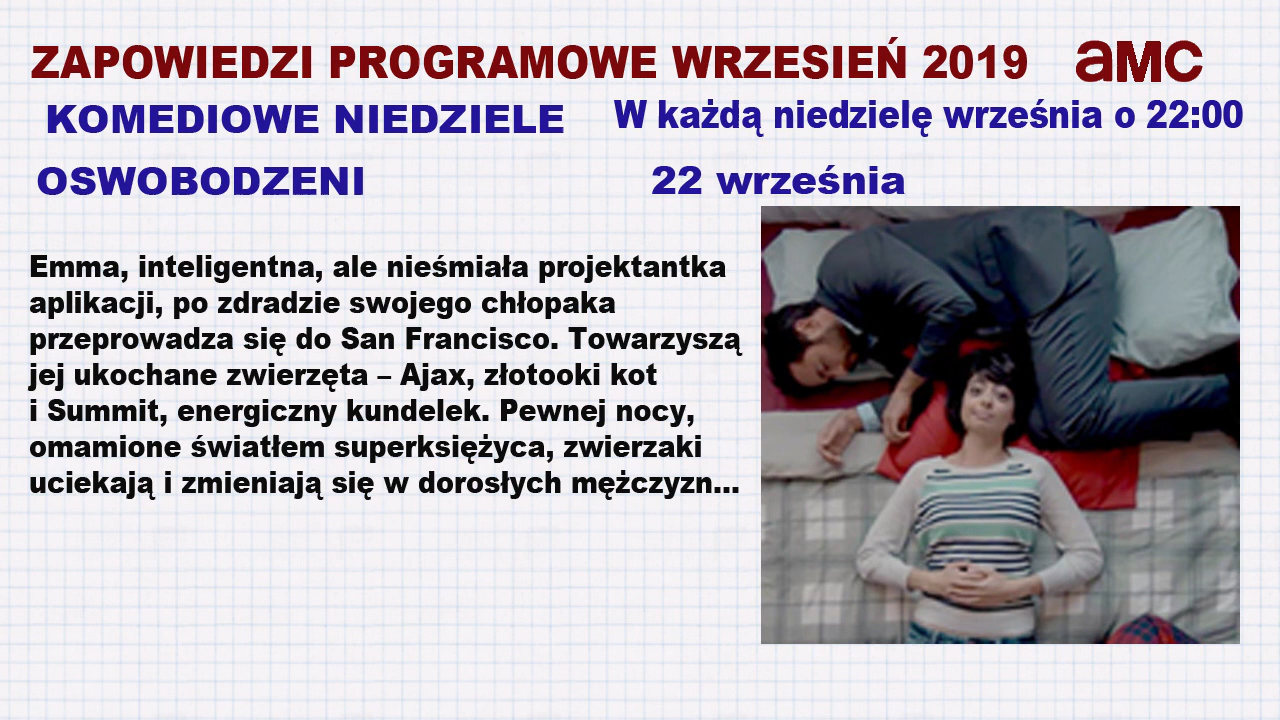 ZAPOWIEDZI PROGRAMOWE WRZESIEŃ 2019 aMC
KOMEDIOWE NIEDZIELE W każdą niedzielę września o 22:00
OSWOBODZENI 22 września
Emma, inteligentna, ale nieśmiała projektantka
aplikacji, po zdradzie swojego chłopaka
przeprowadza się do San Francisco. Towarzyszą
jej ukochane zwierzęta – Ajax, złotooki kot
i Summit, energiczny kundelek. Pewnej nocy,
omamione światłem superksiężyca, zwierzaki
uciekają i zmieniają się w dorosłych mężczyzn...